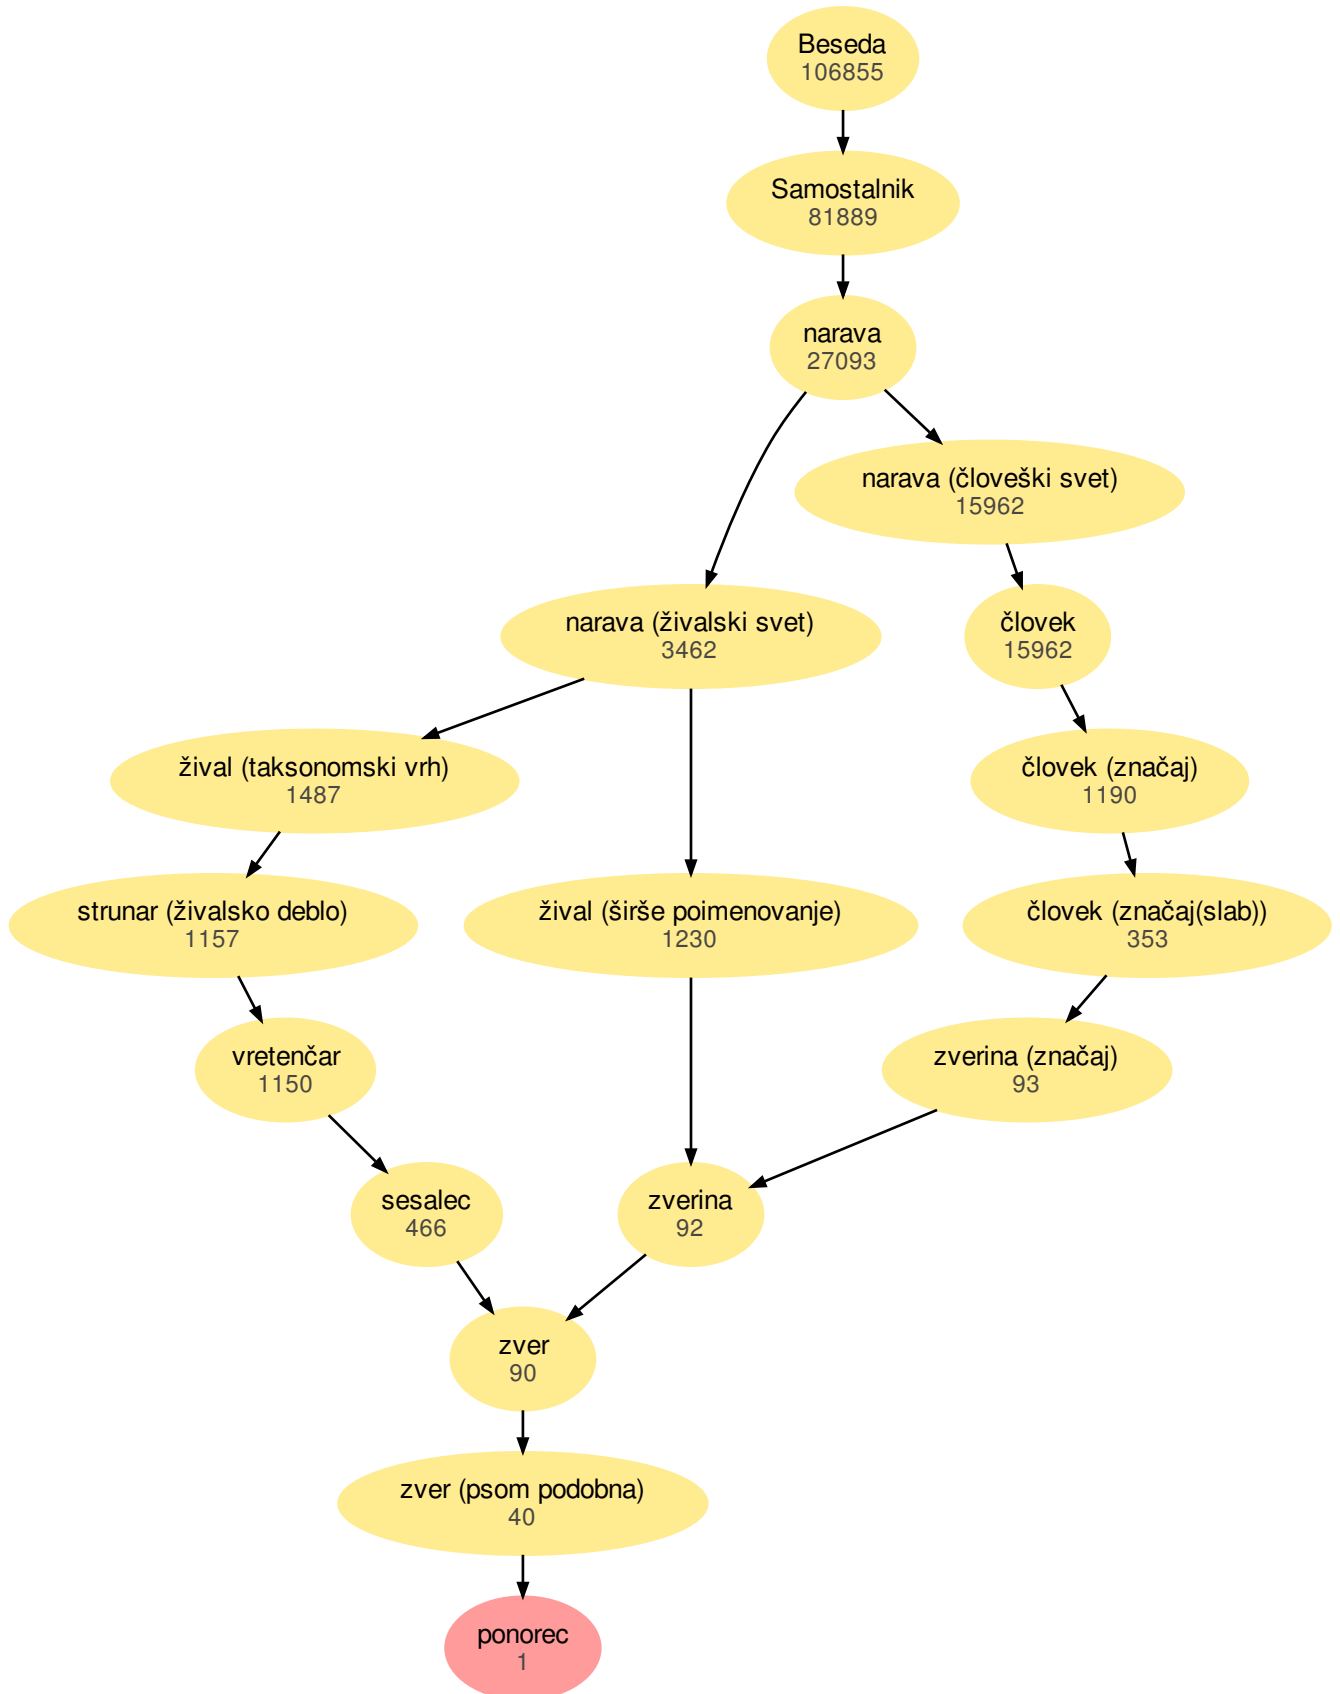 Beseda
106855
Samostalnik
81889
narava
27093
narava (človeški svet)
15962
narava (živalski svet)
3462
človek
15962
žival (taksonomski vrh)
1487
človek (značaj)
1190
strunar (živalsko deblo)
1157
žival (širše poimenovanje)
1230
človek (značaj(slab))
353
vretenčar
1150
zverina (značaj)
93
sesalec
466
zverina
92
zver
90
zver (psom podobna)
40
ponorec
1